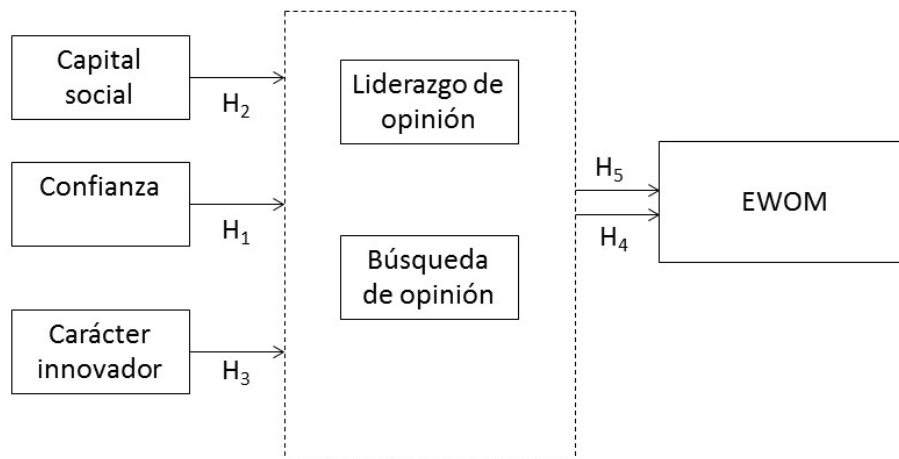 Capital
social
H₂
Confianza
H₁
Carácter
innovador
H₃
Liderazgo de
opinión
Búsqueda
de opinión
H₅
H₄
EWOM